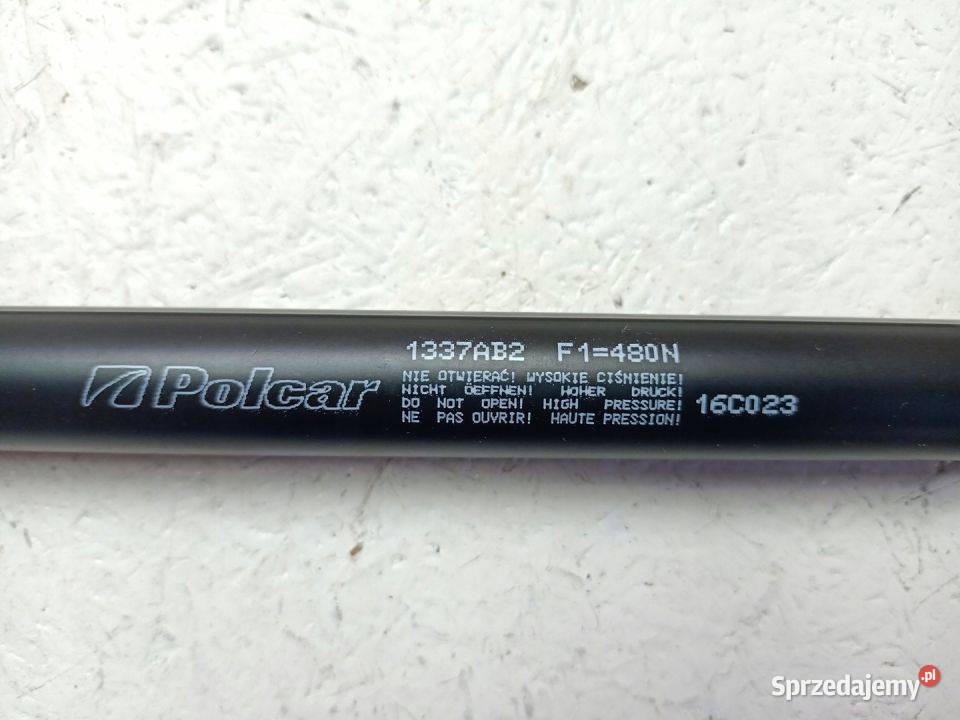 1337AB2 F1=480N
Polcar
NIE OTWIERAĆ! WYSOKIE CIŚNIENIE!
NICHT ÖEFFNEN! HOHER DRUCK!
DO NOT OPEN! HIGH PRESSURE!
NE PAS OUVRIR! HAUTE PRESSION!
16C023
Sprzedajemy.pl